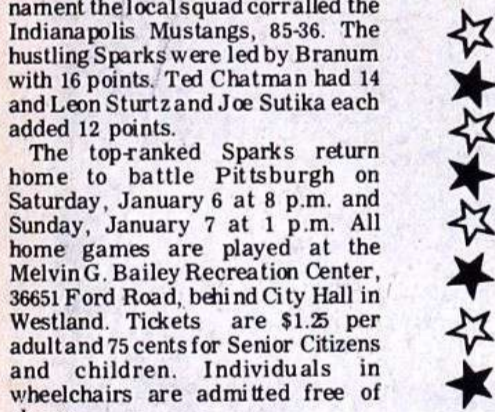 nament the local squad corralled the
Indianapolis Mustangs, 85-36. The
hustling Sparks were led by Branum
with 16 points. Ted Chatman had 14
and Leon Sturtz and Joe Sutika each
added 12 points.
The top-ranked Sparks return
home to battle Pittsburgh on
Saturday, January 6 at 8 p.m. and
Sunday, January 7 at 1 p.m. All
home games are played at the
Melvin G. Bailey Recreation Center,
36651 Ford Road, behind City Hall in
Westland. Tickets are $1.25 per
adult and 75 cents for Senior Citizens
and children. Individuals in
wheelchairs are admitted free of